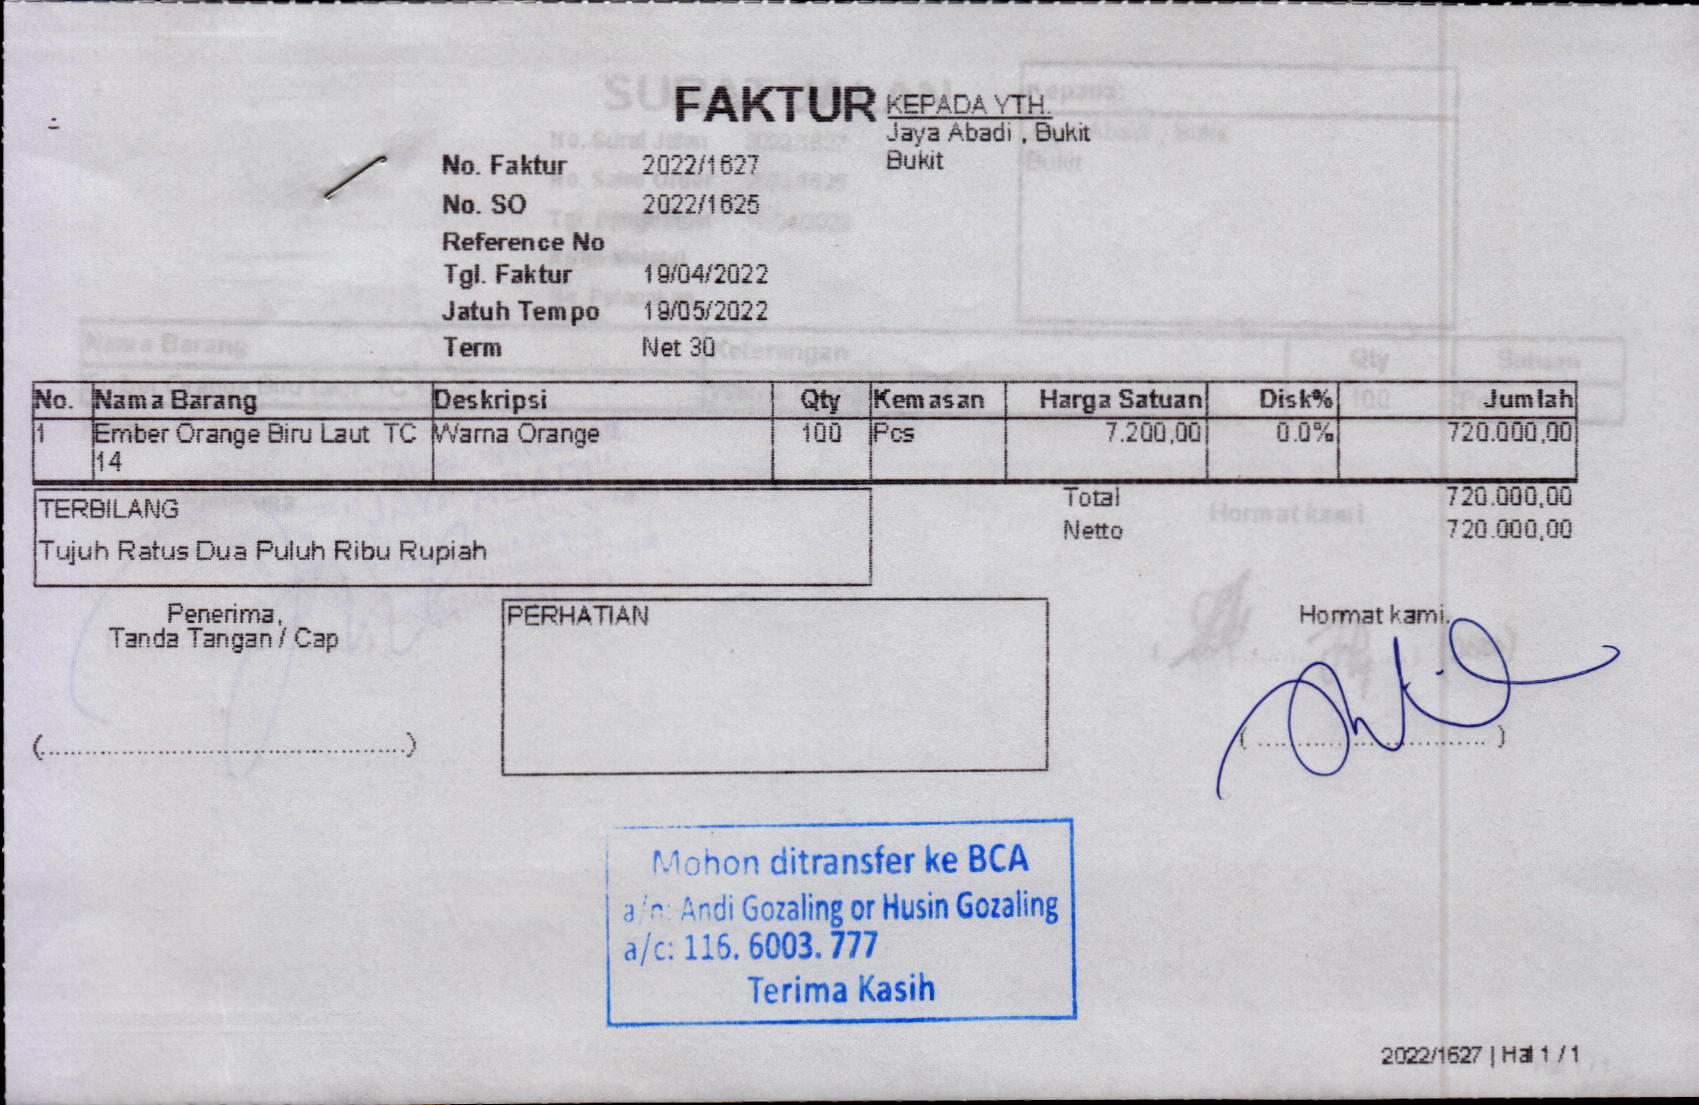 FAKTUR
KEPADA YTH.
Jaya Abadi , Bukit
Bukit
No. Faktur 2022/1627
No. SO 2022/1625
Reference No
Tgl. Faktur 19/04/2022
Jatuh Tempo 19/05/2022
Term Net 30
No. Nama Barang Deskripsi Qty Kemasan Harga Satuan Disk% Jumlah
1 Ember Orange Biru Laut TC Warna Orange 100 Pcs 7.200,00 0.0% 720.000,00
14
TERBILANG
Tujuh Ratus Dua Puluh Ribu Rupiah
Total 720.000,00
Netto 720.000,00
Penerima,
Tanda Tangan / Cap
(..............................................)
PERHATIAN
Hormat kami.
( .............................. )
Mohon ditransfer ke BCA
a/n: Andi Gozaling or Husin Gozaling
a/c: 116. 6003. 777
Terima Kasih
2022/1627 | Hal 1 / 1